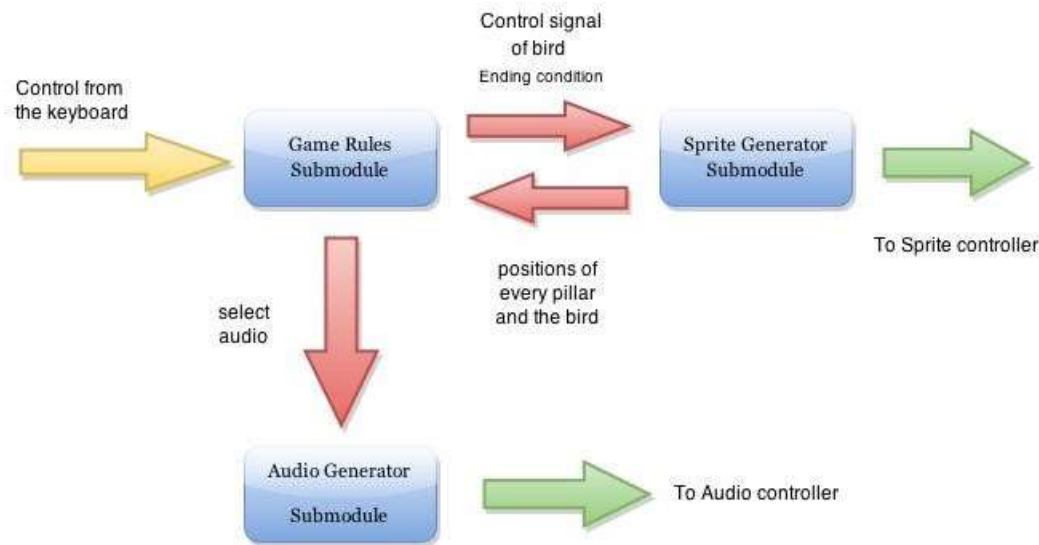 Control signal
of bird
Ending condition
Control from
the keyboard
Game Rules
Submodule
Sprite Generator
Submodule
To Sprite controller
positions of
every pillar
and the bird
select
audio
Audio Generator
Submodule
To Audio controller